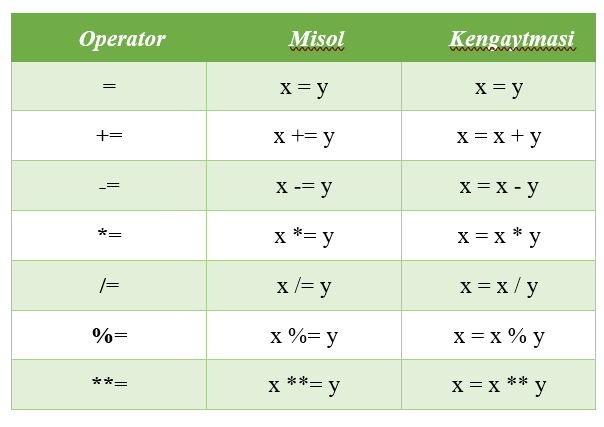 Operator Misol Kengaytmasi
= x = y x = y
+= x += y x = x + y
-= x -= y x = x - y
*= x *= y x = x * y
/= x /= y x = x / y
%= x %= y x = x % y
**= x **= y x = x ** y